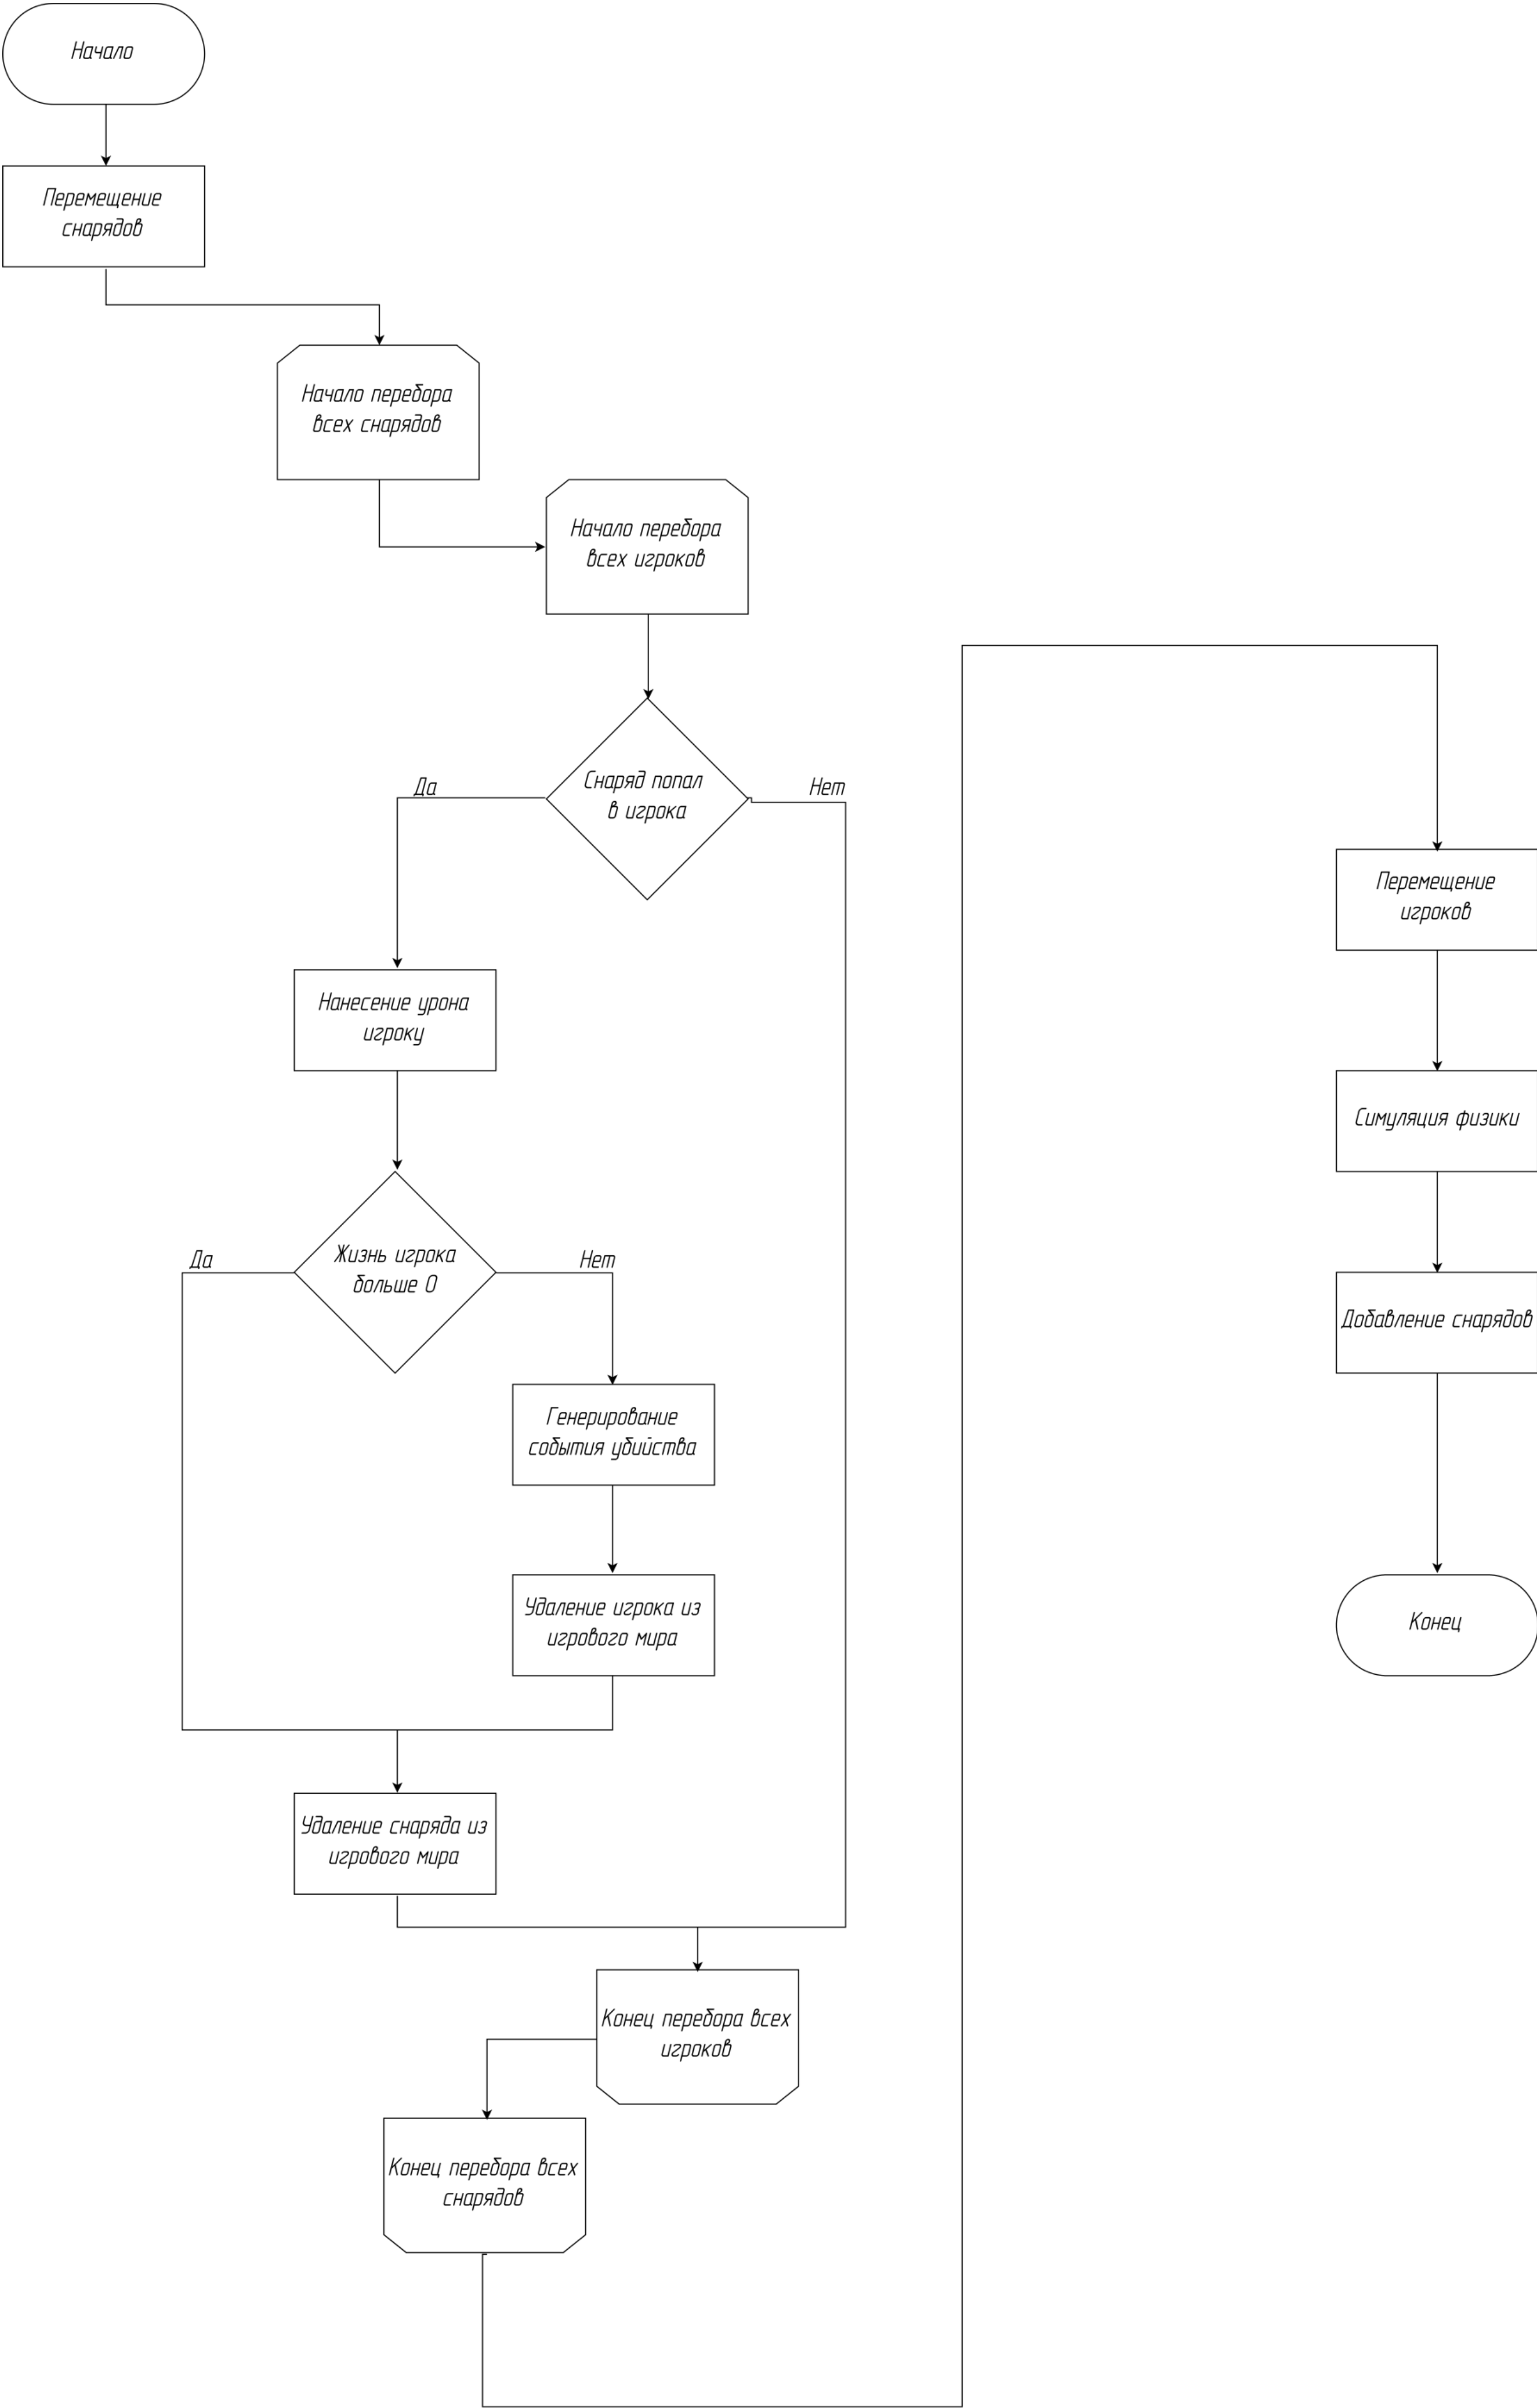 Начало
Перемещение
снарядов
Начало перебора
всех снарядов
Начало перебора
всех игроков
Снаряд попал
в игрока
Да
Нет
Нанесение урона
игроку
Жизнь игрока
больше 0
Да
Нет
Генерирование
события убийства
Удаление игрока из
игрового мира
Удаление снаряда из
игрового мира
Конец перебора всех
игроков
Конец перебора всех
снарядов
Перемещение
игроков
Симуляция физики
Добавление снарядов
Конец